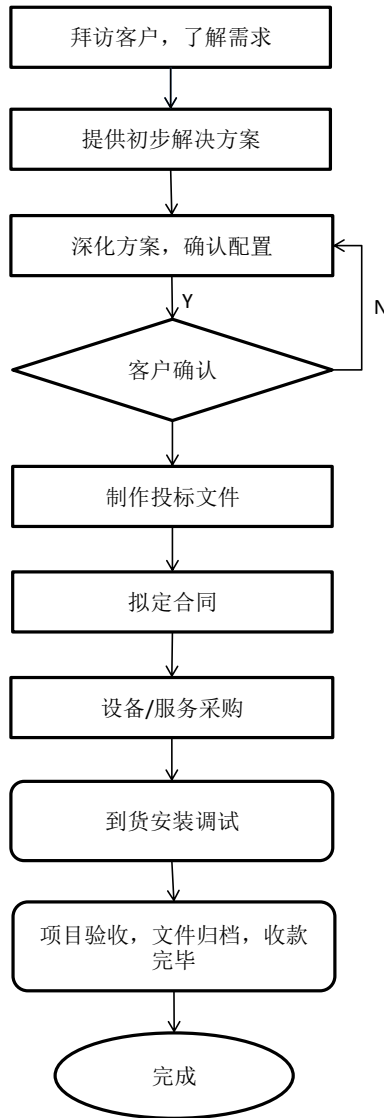 拜访客户，了解需求
提供初步解决方案
深化方案，确认配置
Y
N
客户确认
制作投标文件
拟定合同
设备/服务采购
到货安装调试
项目验收，文件归档，收款
完毕
完成